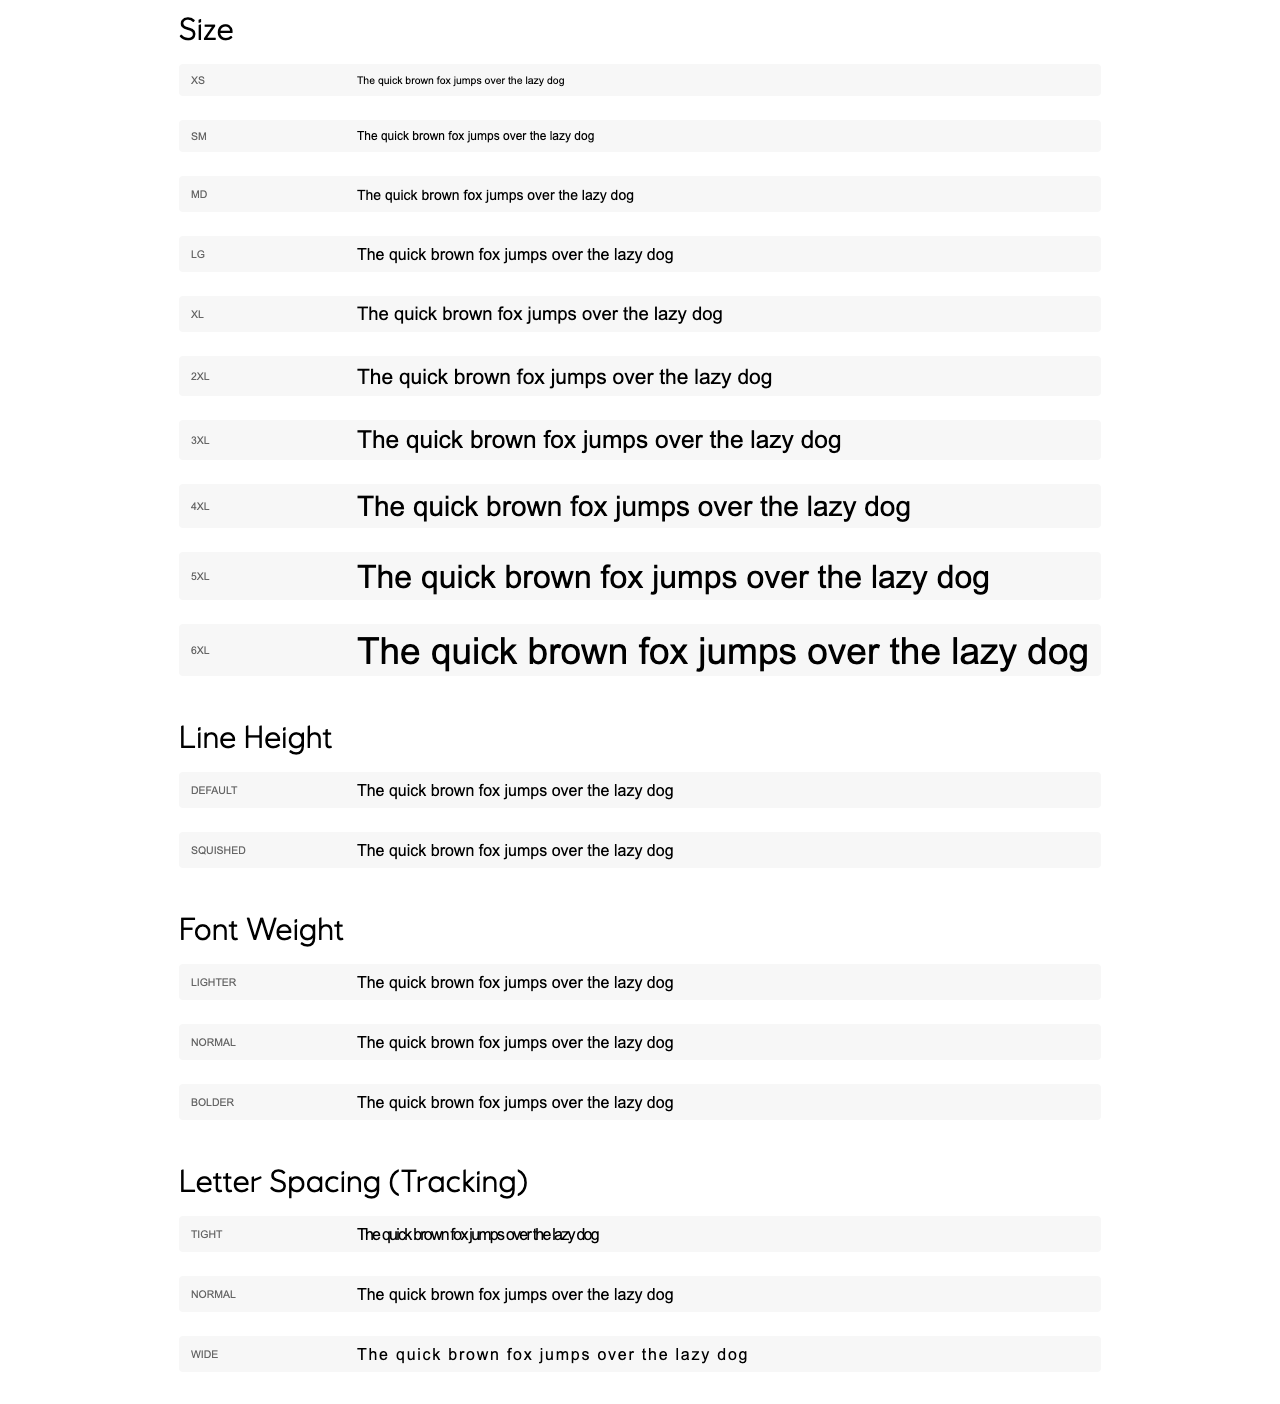 Size
XS The quick brown fox jumps over the lazy dog
SM The quick brown fox jumps over the lazy dog
MD The quick brown fox jumps over the lazy dog
LG The quick brown fox jumps over the lazy dog
XL The quick brown fox jumps over the lazy dog
2XL The quick brown fox jumps over the lazy dog
3XL The quick brown fox jumps over the lazy dog
4XL The quick brown fox jumps over the lazy dog
5XL The quick brown fox jumps over the lazy dog
6XL The quick brown fox jumps over the lazy dog
Line Height
DEFAULT The quick brown fox jumps over the lazy dog
SQUISHED The quick brown fox jumps over the lazy dog
Font Weight
LIGHTER The quick brown fox jumps over the lazy dog
NORMAL The quick brown fox jumps over the lazy dog
BOLDER The quick brown fox jumps over the lazy dog
Letter Spacing (Tracking)
TIGHT The quick brown fox jumps over the lazy dog
NORMAL The quick brown fox jumps over the lazy dog
WIDE The quick brown fox jumps over the lazy dog